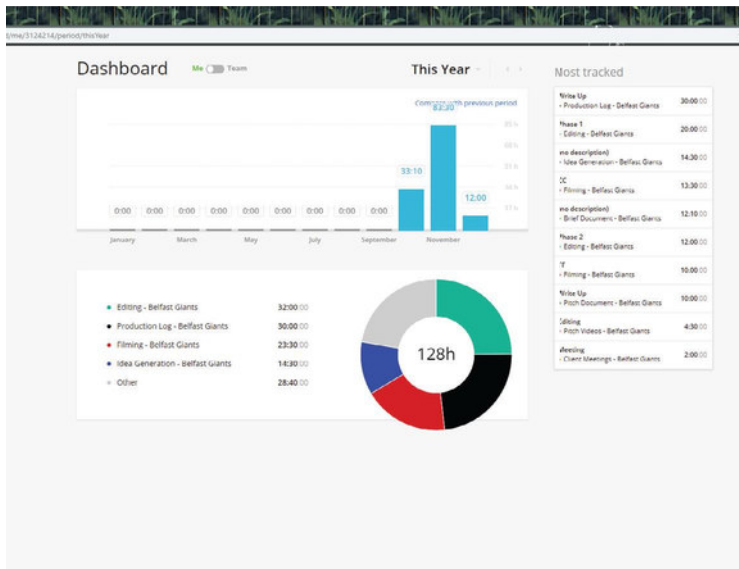 t/me/3124214/period/thisYear
Dashboard
Me Team
This Year
Compare with previous period
83:30
85 h
68 h
51 h
34 h
17 h
33:10
12:00
0:00 0:00 0:00 0:00 0:00 0:00 0:00 0:00 0:00
January March May July September November
Editing - Belfast Giants 32:00:00
Production Log - Belfast Giants 30:00:00
Filming - Belfast Giants 23:30:00
Idea Generation - Belfast Giants 14:30:00
Other 28:40:00
128h
Most tracked
Write Up
Production Log - Belfast Giants 30:00:00
Phase 1
Editing - Belfast Giants 20:00:00
(no description)
Idea Generation - Belfast Giants 14:30:00
Filming - Belfast Giants 13:30:00
(no description)
Brief Document - Belfast Giants 12:10:00
Phase 2
Editing - Belfast Giants 12:00:00
Filming - Belfast Giants 10:00:00
Write Up
Pitch Document - Belfast Giants 10:00:00
Editing
Pitch Videos - Belfast Giants 4:30:00
Meeting
Client Meetings - Belfast Giants 2:00:00